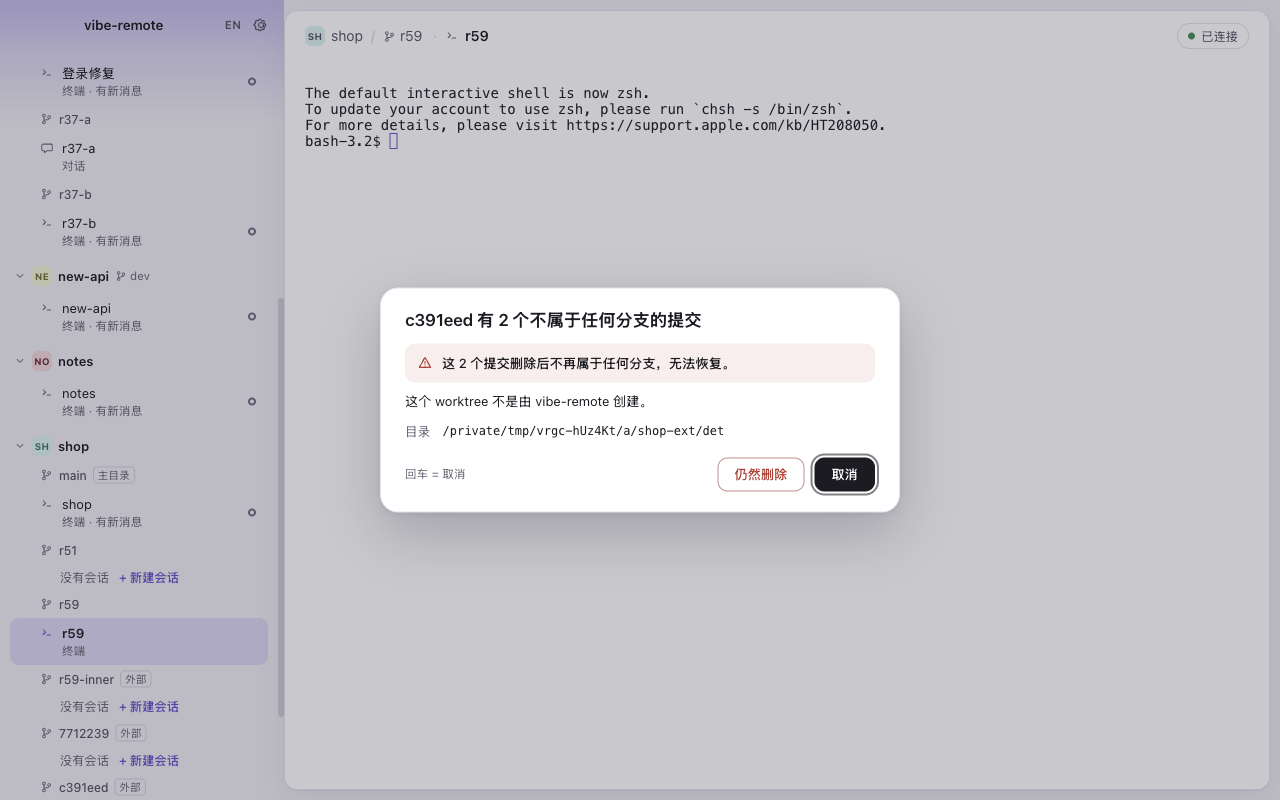 vibe-remote
EN
登录修复
终端 · 有新消息
r37-a
r37-a
对话
r37-b
r37-b
终端 · 有新消息
NE new-api dev
new-api
终端 · 有新消息
NO notes
notes
终端 · 有新消息
SH shop
main 主目录
shop
终端 · 有新消息
r51
没有会话 + 新建会话
r59
r59
终端
r59-inner 外部
没有会话 + 新建会话
7712239 外部
没有会话 + 新建会话
c391eed 外部
SH shop / r59 · r59
已连接
The default interactive shell is now zsh.
To update your account to use zsh, please run `chsh -s /bin/zsh`.
For more details, please visit https://support.apple.com/kb/HT208050.
bash-3.2$
c391eed 有 2 个不属于任何分支的提交
这 2 个提交删除后不再属于任何分支，无法恢复。
这个 worktree 不是由 vibe-remote 创建。
目录 /private/tmp/vrgc-hUz4Kt/a/shop-ext/det
回车 = 取消
仍然删除
取消